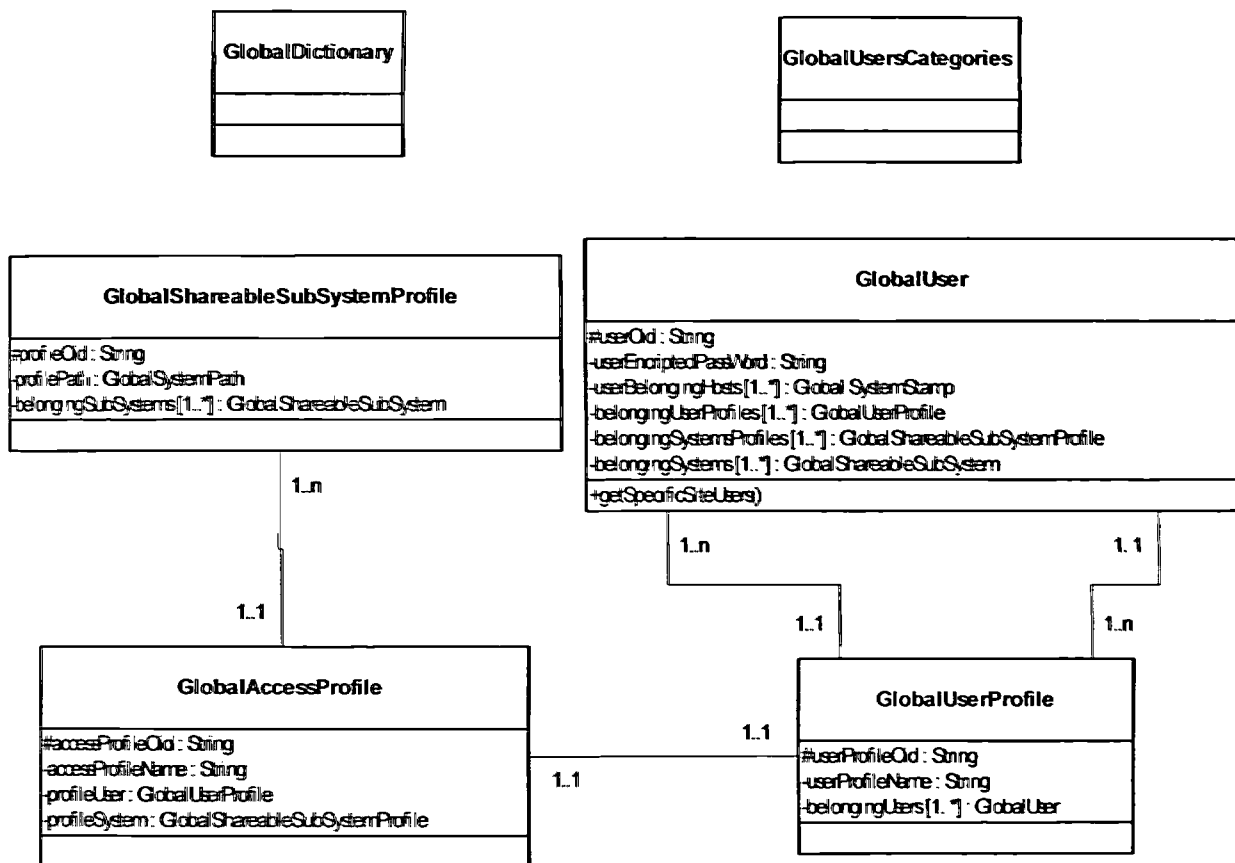 GlobalDictionary
GlobalUsersCategories
GlobalShareableSubSystemProfile
#profileOid : String
-profilePath : GlobalSystemPath
-belongingSubSystems [1..*] : GlobalShareableSubSystem
GlobalUser
#userOid : String
-userEncriptedPassWord : String
-userBelongingHosts [1..*] : Global SystemStamp
-belongingUserProfiles [1..*] : GlobalUserProfile
-belongingSystemsProfiles [1..*] : GlobalShareableSubSystemProfile
-belongingSystems [1..*] : GlobalShareableSubSystem
+getSpecificSiteUsers()
1..n
1..n
1..1
1..1
1..1
1..n
GlobalAccessProfile
#accessProfileOid : String
-accessProfileName : String
-profileUser : GlobalUserProfile
-profileSystem : GlobalShareableSubSystemProfile
1..1
1..1
GlobalUserProfile
#userProfileOid : String
-userProfileName : String
-belongingUsers [1..*] : GlobalUser